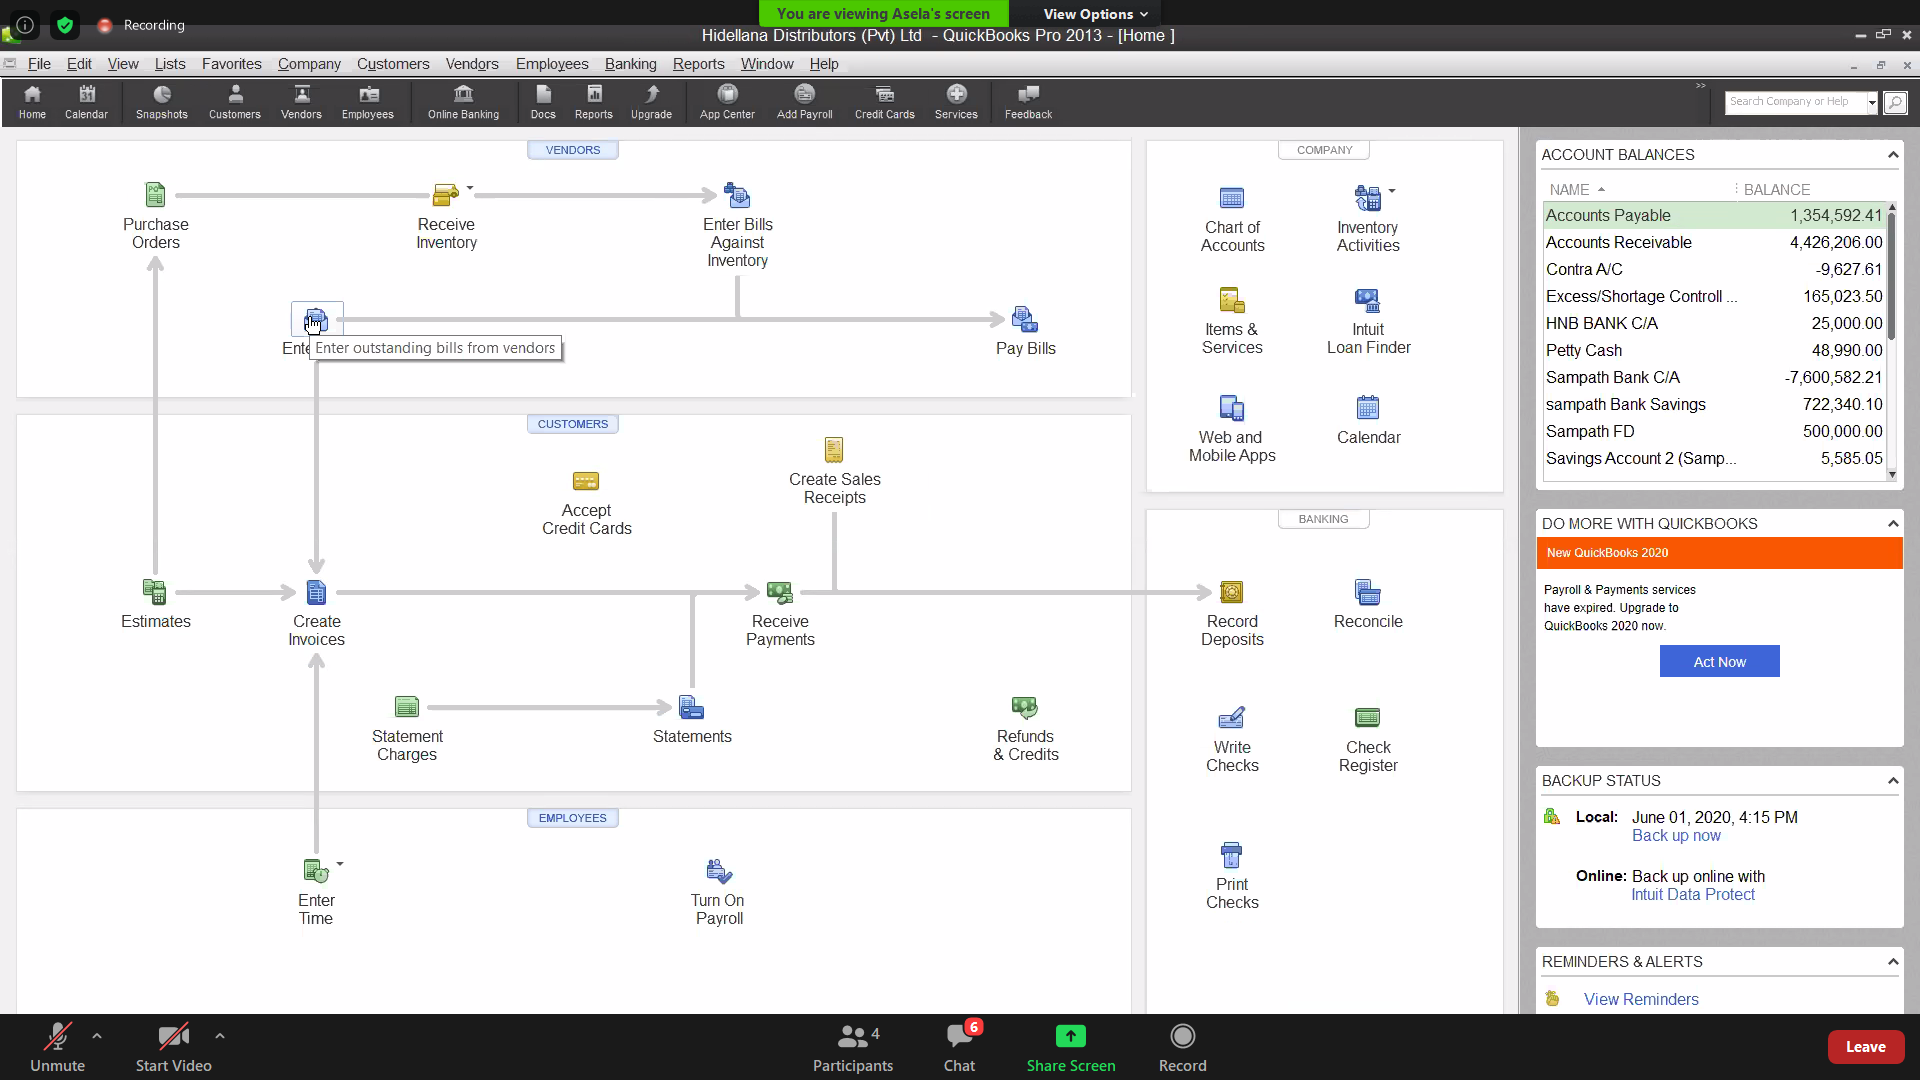 You are viewing Asela's screen
View Options
Recording
Hidellana Distributors (Pvt) Ltd - QuickBooks Pro 2013 - [Home ]
File Edit View Lists Favorites Company Customers Vendors Employees Banking Reports Window Help
Home Calendar Snapshots Customers Vendors Employees Online Banking Docs Reports Upgrade App Center Add Payroll Credit Cards Services Feedback
Search Company or Help
VENDORS
Purchase
Orders
Receive
Inventory
Enter Bills
Against
Inventory
Enter outstanding bills from vendors
Pay Bills
CUSTOMERS
Create Sales
Receipts
Accept
Credit Cards
Estimates
Create
Invoices
Receive
Payments
Statement
Charges
Statements
Refunds
& Credits
EMPLOYEES
Enter
Time
Turn On
Payroll
COMPANY
Chart of
Accounts
Inventory
Activities
Items &
Services
Intuit
Loan Finder
Web and
Mobile Apps
Calendar
BANKING
Record
Deposits
Reconcile
Write
Checks
Check
Register
Print
Checks
ACCOUNT BALANCES
NAME BALANCE
Accounts Payable 1,354,592.41
Accounts Receivable 4,426,206.00
Contra A/C -9,627.61
Excess/Shortage Controll ... 165,023.50
HNB BANK C/A 25,000.00
Petty Cash 48,990.00
Sampath Bank C/A -7,600,582.21
sampath Bank Savings 722,340.10
Sampath FD 500,000.00
Savings Account 2 (Samp... 5,585.05
DO MORE WITH QUICKBOOKS
New QuickBooks 2020
Payroll & Payments services
have expired. Upgrade to
QuickBooks 2020 now.
Act Now
BACKUP STATUS
Local: June 01, 2020, 4:15 PM
Back up now
Online: Back up online with
Intuit Data Protect
REMINDERS & ALERTS
View Reminders
Unmute
Start Video
4
Participants
6
Chat
Share Screen
Record
Leave